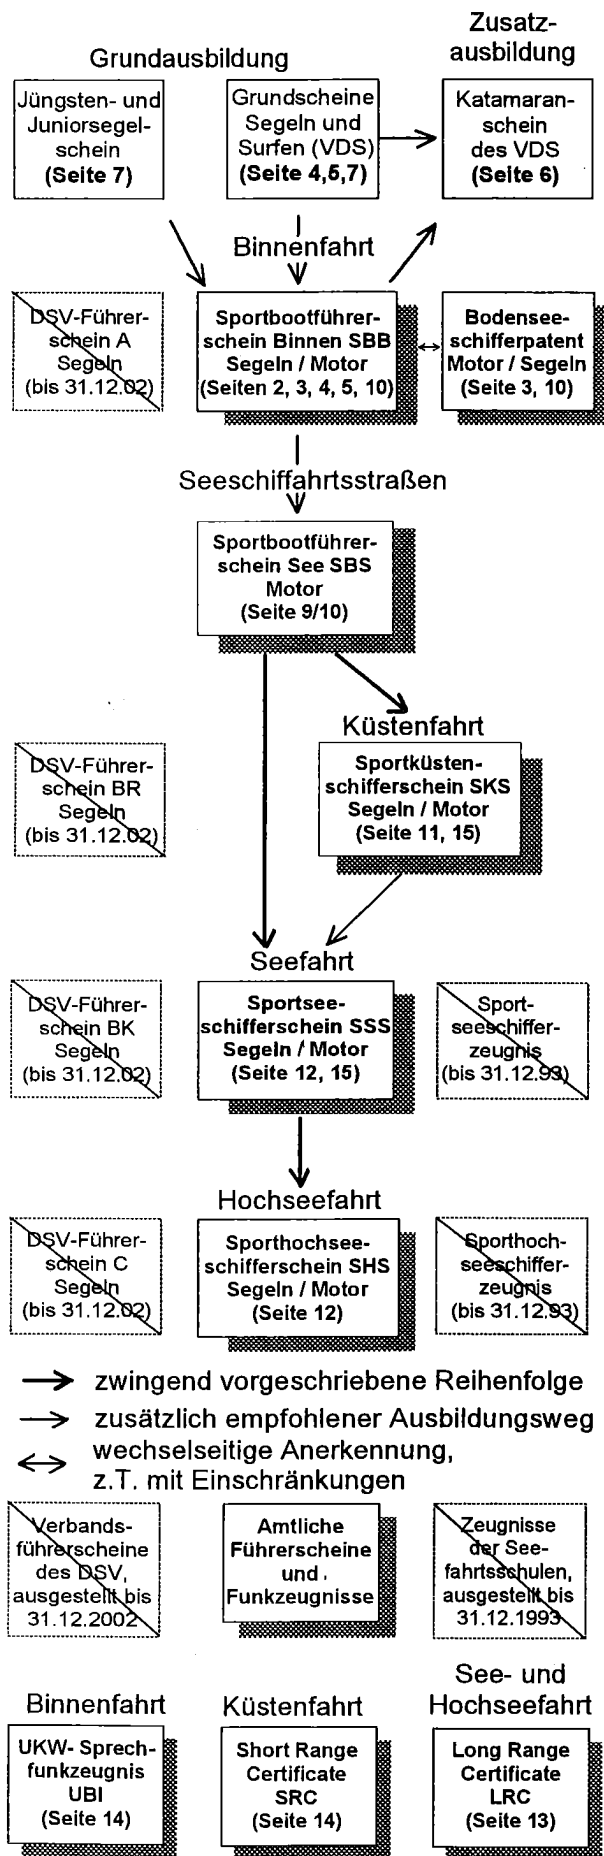 Grundausbildung
Zusatz-
ausbildung
Jüngsten- und
Juniorsegel-
schein
(Seite 7)
Grundscheine
Segeln und
Surfen (VDS)
(Seite 4,5,7)
Katamaran-
schein
des VDS
(Seite 6)
Binnenfahrt
DSV-Führer-
schein A
Segeln
(bis 31.12.02)
Sportbootführer-
schein Binnen SBB
Segeln / Motor
(Seiten 2, 3, 4, 5, 10)
Bodensee-
schifferpatent
Motor / Segeln
(Seite 3, 10)
Seeschiffahrtsstraßen
Sportbootführer-
schein See SBS
Motor
(Seite 9/10)
Küstenfahrt
DSV-Führer-
schein BR
Segeln
(bis 31.12.02)
Sportküsten-
schifferschein SKS
Segeln / Motor
(Seite 11, 15)
Seefahrt
DSV-Führer-
schein BK
Segeln
(bis 31.12.02)
Sportsee-
schifferschein SSS
Segeln / Motor
(Seite 12, 15)
Sport-
seeschiffer-
zeugnis
(bis 31.12.93)
Hochseefahrt
DSV-Führer-
schein C
Segeln
(bis 31.12.02)
Sporthochsee-
schifferschein SHS
Segeln / Motor
(Seite 12)
Sporthoch-
seeschiffer-
zeugnis
(bis 31.12.93)
zwingend vorgeschriebene Reihenfolge
zusätzlich empfohlener Ausbildungsweg
wechselseitige Anerkennung,
z.T. mit Einschränkungen
Verbands-
führerscheine
des DSV,
ausgestellt bis
31.12.2002
Amtliche
Führerscheine
und
Funkzeugnisse
Zeugnisse
der See-
fahrtsschulen,
ausgestellt bis
31.12.1993
Binnenfahrt
Küstenfahrt
See- und
Hochseefahrt
UKW- Sprech-
funkzeugnis
UBI
(Seite 14)
Short Range
Certificate
SRC
(Seite 14)
Long Range
Certificate
LRC
(Seite 13)